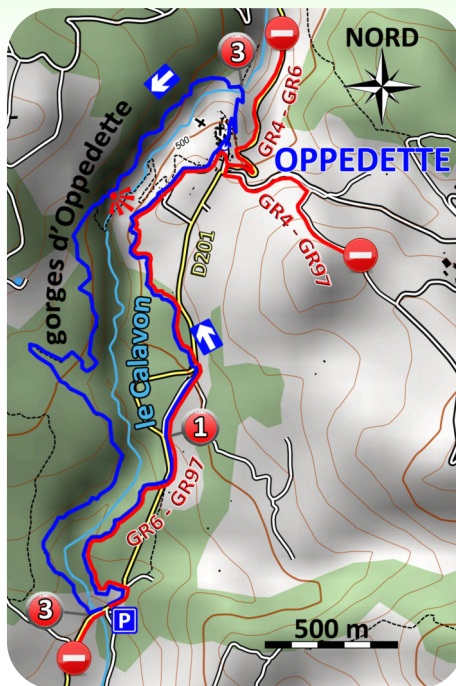 3
NORD
GR4 - GR6
500
OPPEDETTE
GR4 - GR97
gorges d'Oppedette
D201
le Calavon
1
GR6 - GR97
3
P
500 m